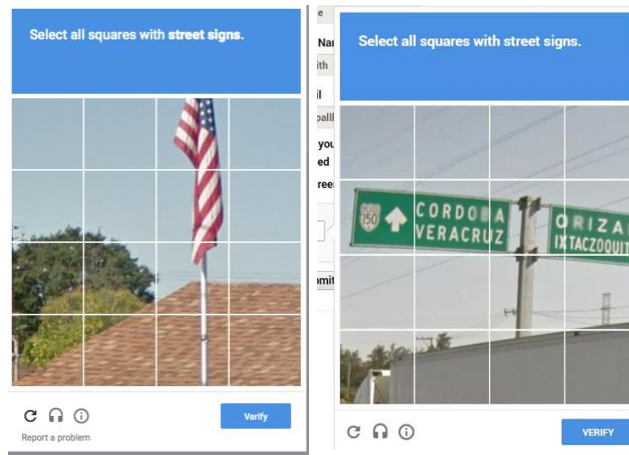 Select all squares with street signs.
Report a problem
Verify
Select all squares with street signs.
150
CORDOBA
VERACRUZ
ORIZA
IXTACZOQUIT
VERIFY